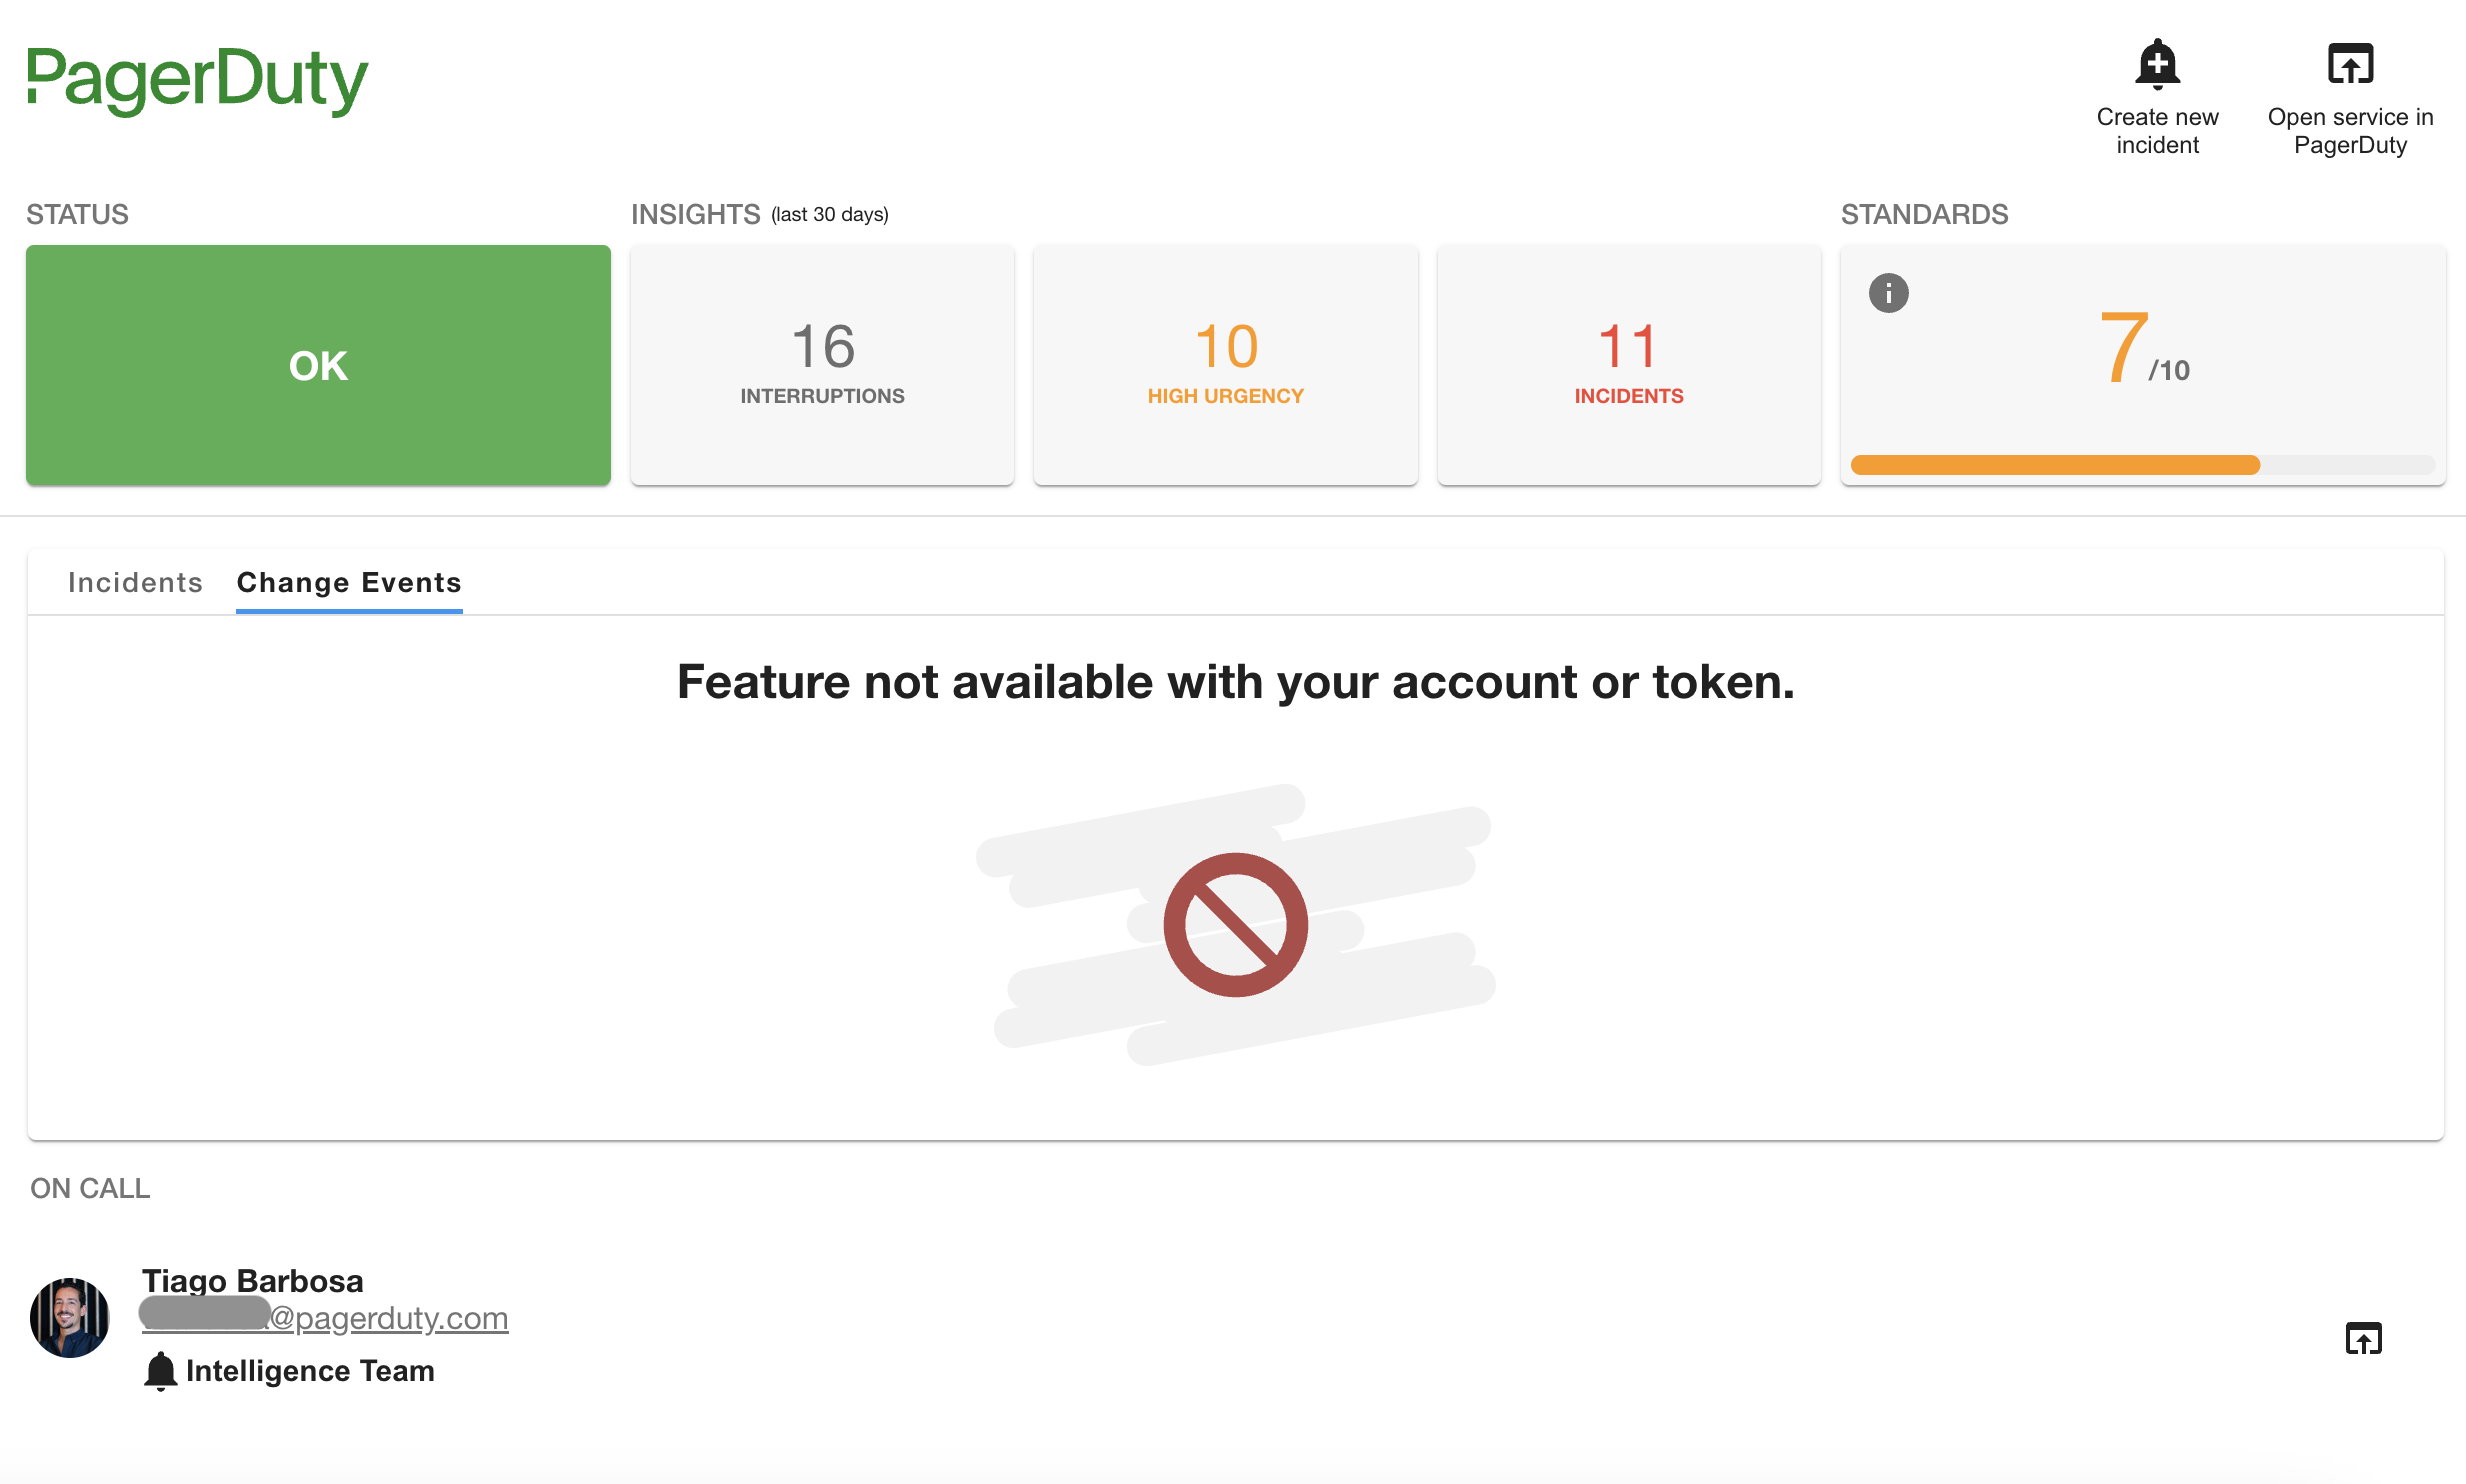 PagerDuty
Create new
incident
Open service in
PagerDuty
STATUS
INSIGHTS (last 30 days)
STANDARDS
OK
16
INTERRUPTIONS
10
HIGH URGENCY
11
INCIDENTS
i
7/10
Incidents Change Events
Feature not available with your account or token.
ON CALL
Tiago Barbosa
@pagerduty.com
Intelligence Team